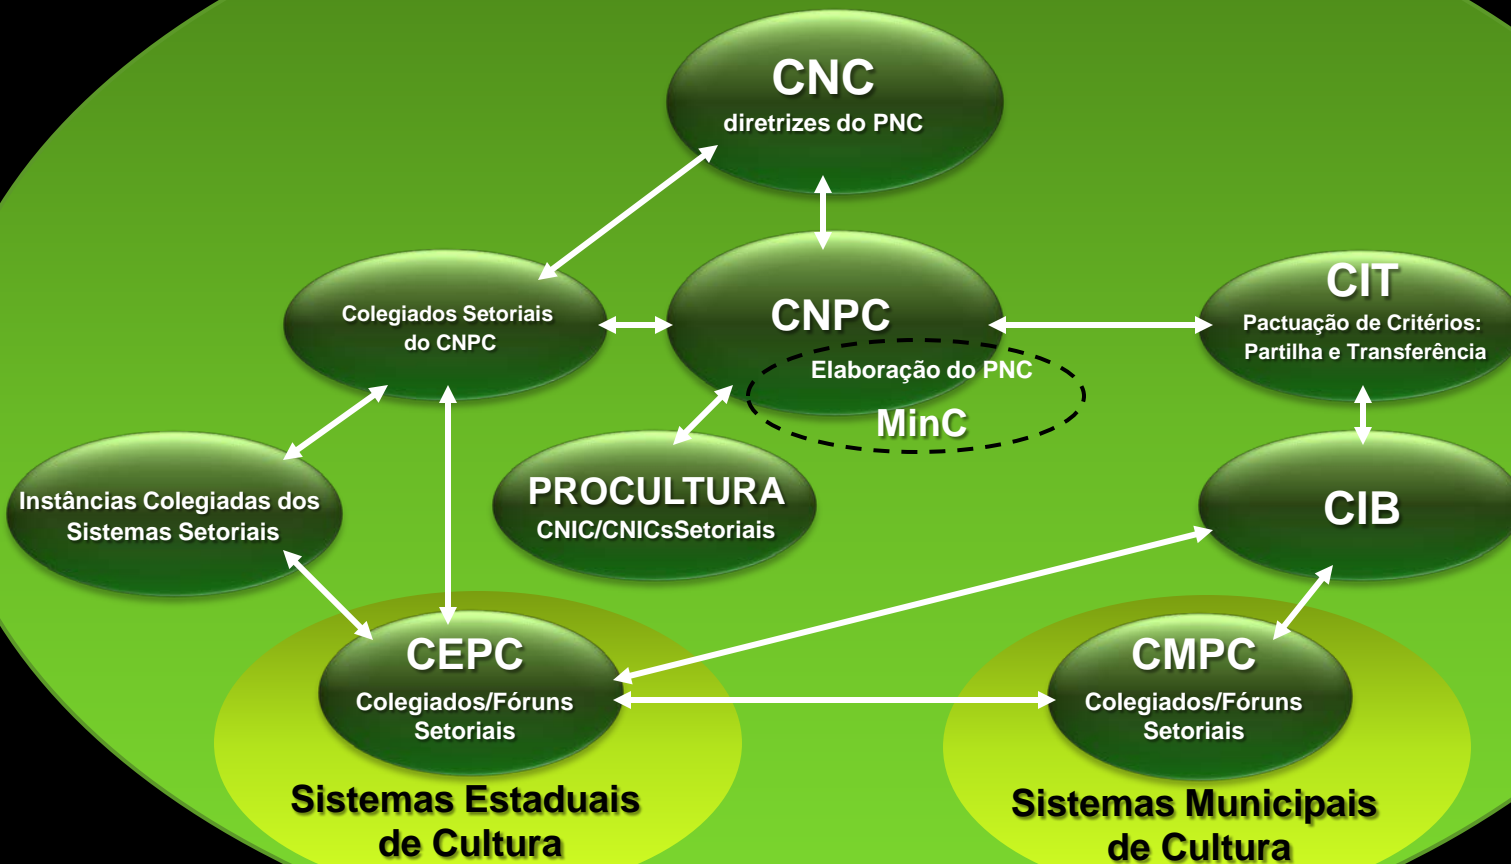 CNC
diretrizes do PNC
Colegiados Setoriais
do CNPC
CNPC
Elaboração do PNC
MinC
CIT
Pactuação de Critérios:
Partilha e Transferência
Instâncias Colegiadas dos
Sistemas Setoriais
PROCULTURA
CNIC/CNICsSetoriais
CIB
CEPC
Colegiados/Fóruns
Setoriais
CMPC
Colegiados/Fóruns
Setoriais
Sistemas Estaduais
de Cultura
Sistemas Municipais
de Cultura